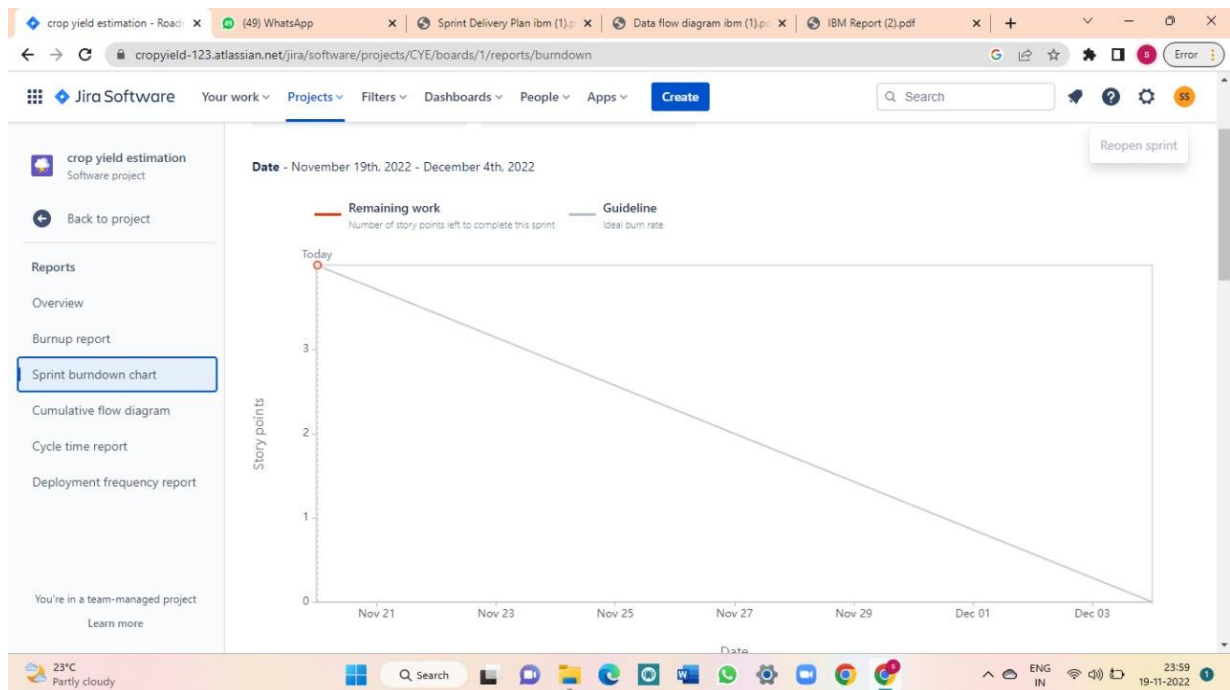 crop yield estimation - Roadm
(49) WhatsApp
Sprint Delivery Plan ibm (1).p
Data flow diagram ibm (1).pd
IBM Report (2).pdf
cropyield-123.atlassian.net/jira/software/projects/CYE/boards/1/reports/burndown
G
s
Error
Jira Software
Your work
Projects
Filters
Dashboards
People
Apps
Create
Search
SS
Reopen sprint
crop yield estimation
Software project
Back to project
Reports
Overview
Burnup report
Sprint burndown chart
Cumulative flow diagram
Cycle time report
Deployment frequency report
You're in a team-managed project
Learn more
Date - November 19th, 2022 - December 4th, 2022
Remaining work
Number of story points left to complete this sprint
Guideline
Ideal burn rate
Today
3
2
1
0
Story points
Nov 21
Nov 23
Nov 25
Nov 27
Nov 29
Dec 01
Dec 03
Date
23°C
Partly cloudy
Search
ENG
IN
23:59
19-11-2022
1